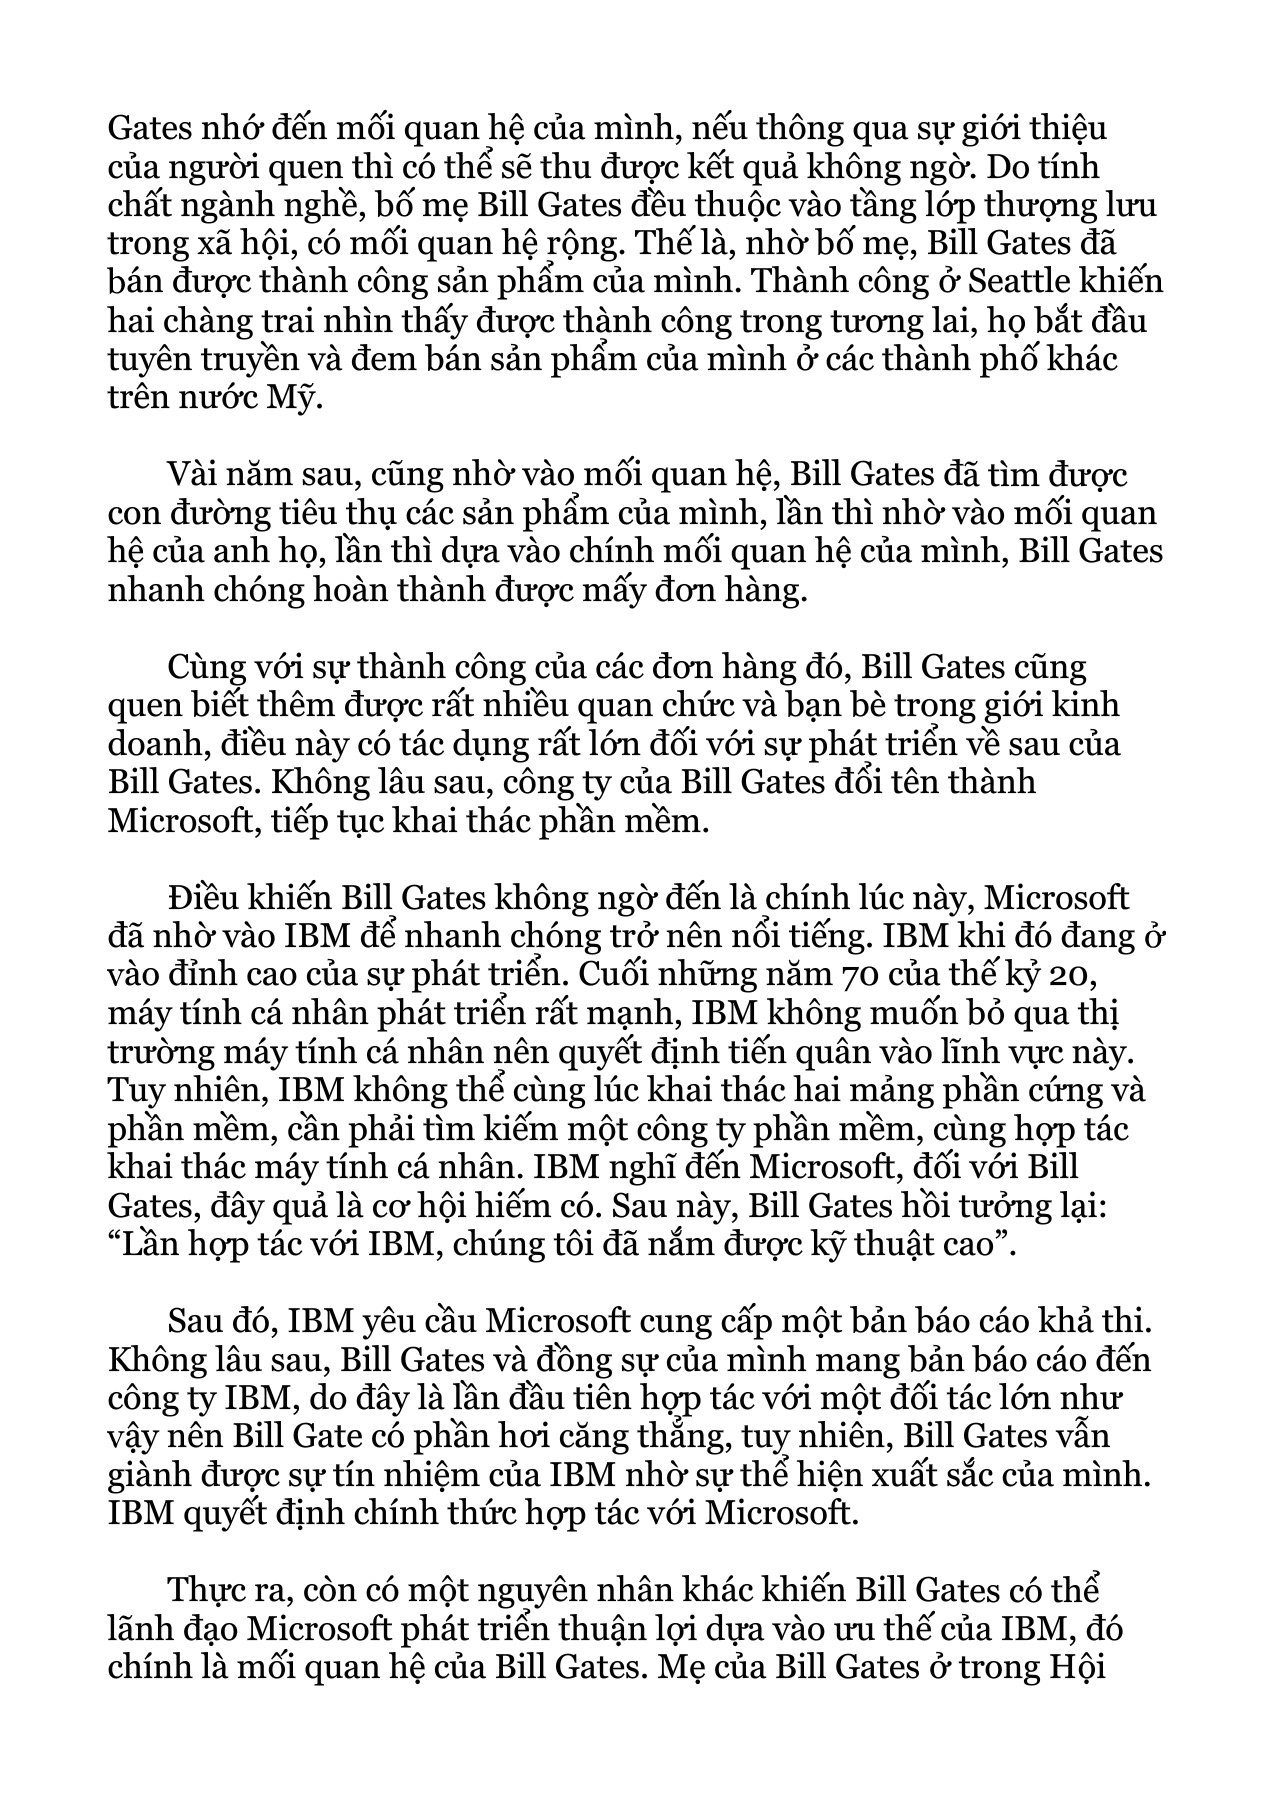 Gates nhớ đến mối quan hệ của mình, nếu thông qua sự giới thiệu
của người quen thì có thể sẽ thu được kết quả không ngờ. Do tính
chất ngành nghề, bố mẹ Bill Gates đều thuộc vào tầng lớp thượng lưu
trong xã hội, có mối quan hệ rộng. Thế là, nhờ bố mẹ, Bill Gates đã
bán được thành công sản phẩm của mình. Thành công ở Seattle khiến
hai chàng trai nhìn thấy được thành công trong tương lai, họ bắt đầu
tuyên truyền và đem bán sản phẩm của mình ở các thành phố khác
trên nước Mỹ.
Vài năm sau, cũng nhờ vào mối quan hệ, Bill Gates đã tìm được
con đường tiêu thụ các sản phẩm của mình, lần thì nhờ vào mối quan
hệ của anh họ, lần thì dựa vào chính mối quan hệ của mình, Bill Gates
nhanh chóng hoàn thành được mấy đơn hàng.
Cùng với sự thành công của các đơn hàng đó, Bill Gates cũng
quen biết thêm được rất nhiều quan chức và bạn bè trong giới kinh
doanh, điều này có tác dụng rất lớn đối với sự phát triển về sau của
Bill Gates. Không lâu sau, công ty của Bill Gates đổi tên thành
Microsoft, tiếp tục khai thác phần mềm.
Điều khiến Bill Gates không ngờ đến là chính lúc này, Microsoft
đã nhờ vào IBM để nhanh chóng trở nên nổi tiếng. IBM khi đó đang ở
vào đỉnh cao của sự phát triển. Cuối những năm 70 của thế kỷ 20,
máy tính cá nhân phát triển rất mạnh, IBM không muốn bỏ qua thị
trường máy tính cá nhân nên quyết định tiến quân vào lĩnh vực này.
Tuy nhiên, IBM không thể cùng lúc khai thác hai mảng phần cứng và
phần mềm, cần phải tìm kiếm một công ty phần mềm, cùng hợp tác
khai thác máy tính cá nhân. IBM nghĩ đến Microsoft, đối với Bill
Gates, đây quả là cơ hội hiếm có. Sau này, Bill Gates hồi tưởng lại:
“Lần hợp tác với IBM, chúng tôi đã nắm được kỹ thuật cao”.
Sau đó, IBM yêu cầu Microsoft cung cấp một bản báo cáo khả thi.
Không lâu sau, Bill Gates và đồng sự của mình mang bản báo cáo đến
công ty IBM, do đây là lần đầu tiên hợp tác với một đối tác lớn như
vậy nên Bill Gate có phần hơi căng thẳng, tuy nhiên, Bill Gates vẫn
giành được sự tín nhiệm của IBM nhờ sự thể hiện xuất sắc của mình.
IBM quyết định chính thức hợp tác với Microsoft.
Thực ra, còn có một nguyên nhân khác khiến Bill Gates có thể
lãnh đạo Microsoft phát triển thuận lợi dựa vào ưu thế của IBM, đó
chính là mối quan hệ của Bill Gates. Mẹ của Bill Gates ở trong Hội